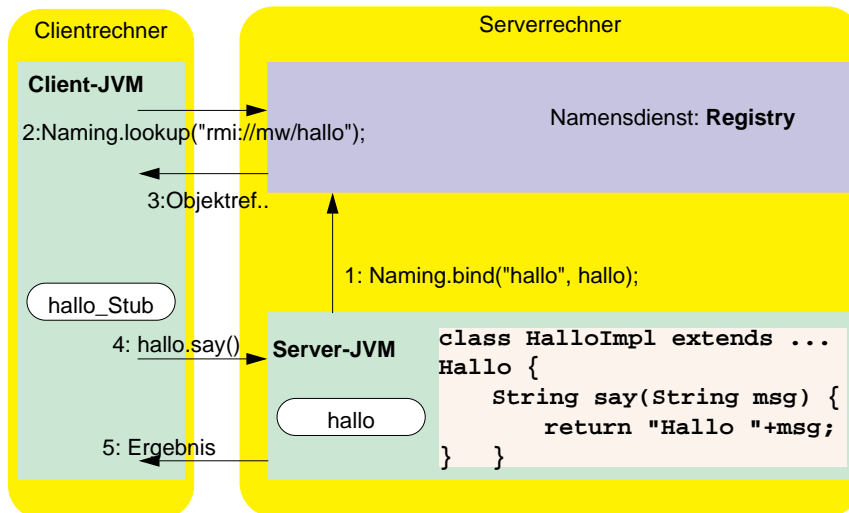 Clientrechner
Serverrechner
Client-JVM
2:Naming.lookup("rmi://mw/hallo");
Namensdienst: Registry
3:Objektref..
1: Naming.bind("hallo", hallo);
hallo_Stub
4: hallo.say()
Server-JVM
hallo
class HalloImpl extends ...
Hallo {
String say(String msg) {
return "Hallo "+msg;
} }
5: Ergebnis